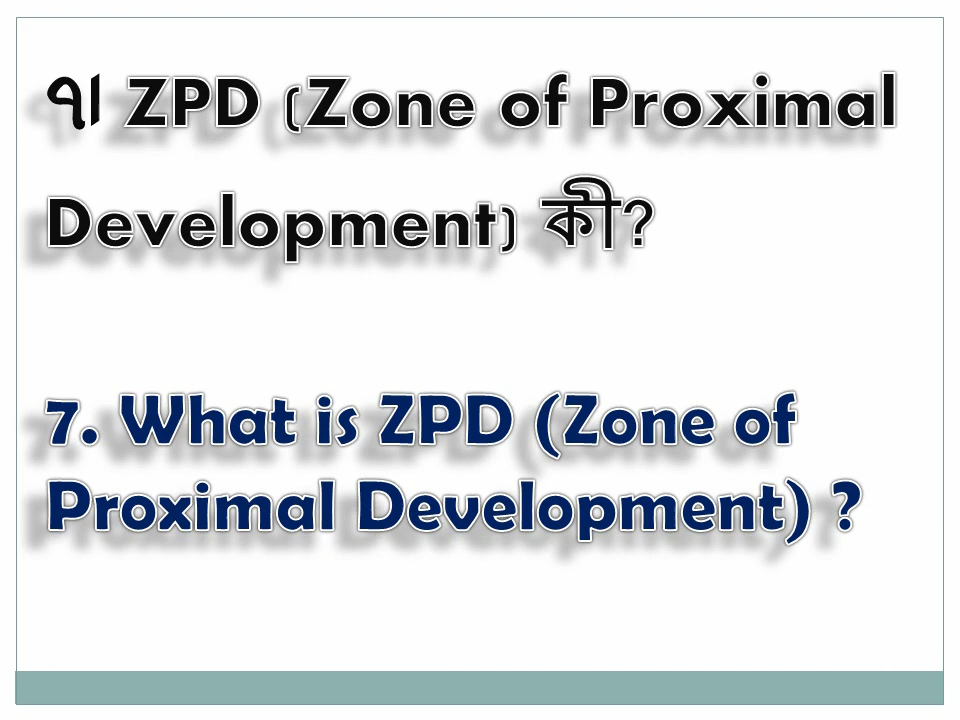 ৭। ZPD (Zone of Proximal
Development) কী?
7. What is ZPD (Zone of
Proximal Development) ?